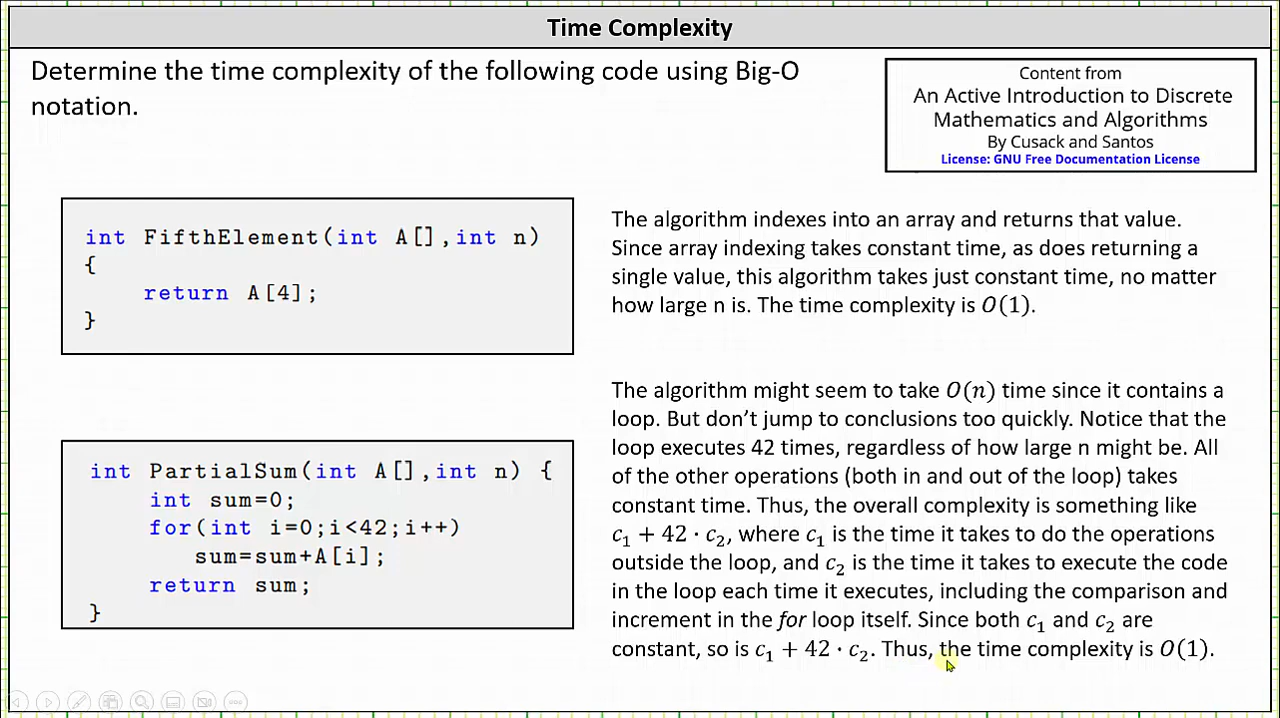 Time Complexity
Determine the time complexity of the following code using Big-O
notation.
Content from
An Active Introduction to Discrete
Mathematics and Algorithms
By Cusack and Santos
License: GNU Free Documentation License
int FifthElement(int A[],int n)
{
return A[4];
}
The algorithm indexes into an array and returns that value.
Since array indexing takes constant time, as does returning a
single value, this algorithm takes just constant time, no matter
how large n is. The time complexity is O(1).
int PartialSum(int A[],int n) {
int sum=0;
for(int i=0;i<42;i++)
sum=sum+A[i];
return sum;
}
The algorithm might seem to take O(n) time since it contains a
loop. But don’t jump to conclusions too quickly. Notice that the
loop executes 42 times, regardless of how large n might be. All
of the other operations (both in and out of the loop) takes
constant time. Thus, the overall complexity is something like
c₁ + 42 · c₂, where c₁ is the time it takes to do the operations
outside the loop, and c₂ is the time it takes to execute the code
in the loop each time it executes, including the comparison and
increment in the for loop itself. Since both c₁ and c₂ are
constant, so is c₁ + 42 · c₂. Thus, the time complexity is O(1).